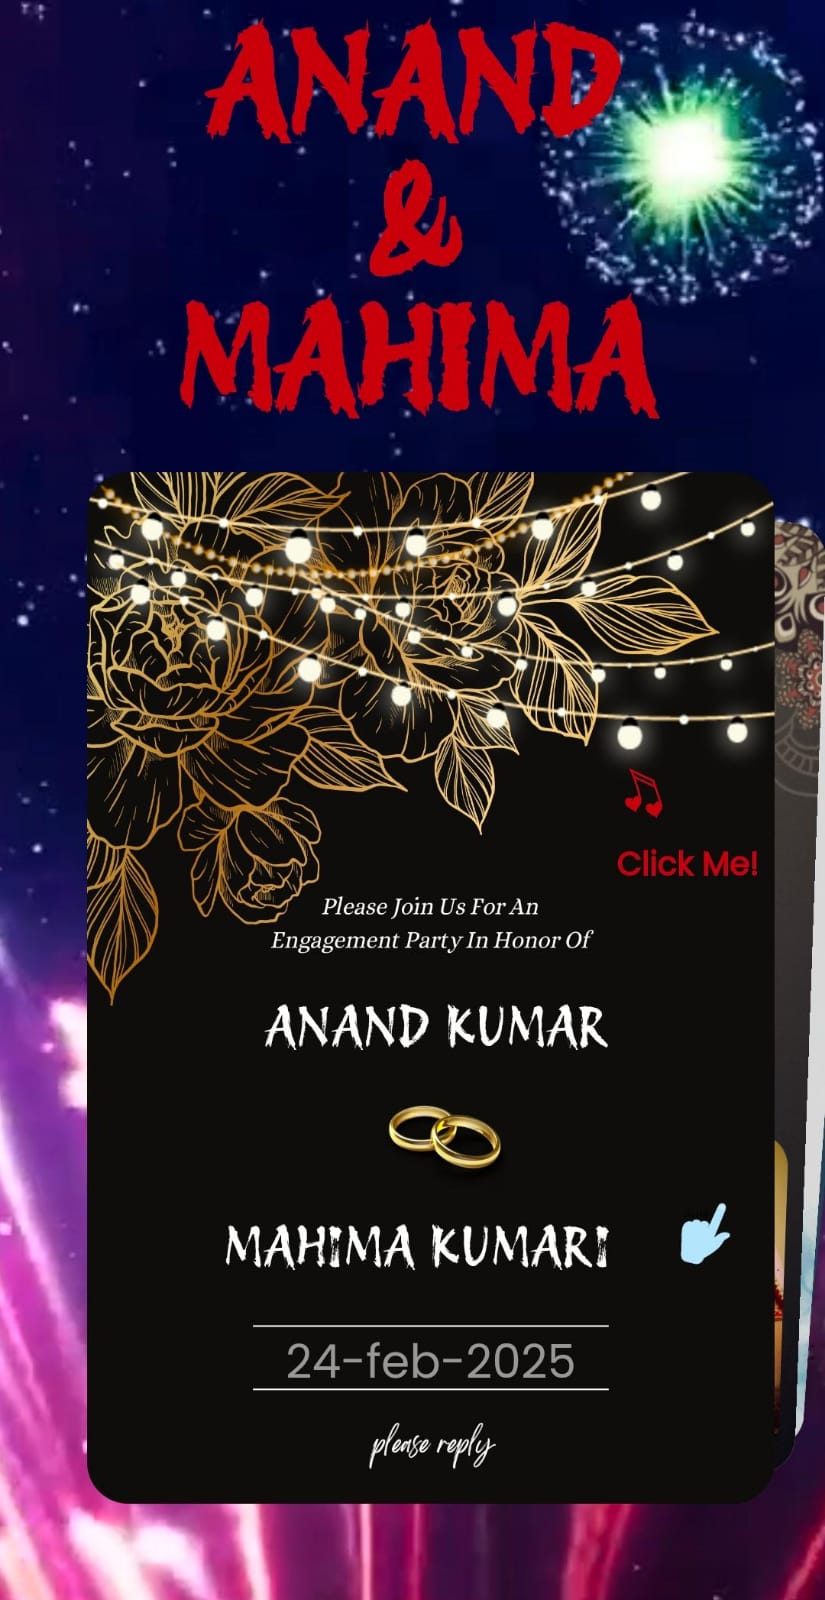 ANAND
&
MAHIMA
Click Me!
Please Join Us For An
Engagement Party In Honor Of
ANAND KUMAR
MAHIMA KUMARI
24-feb-2025
please reply